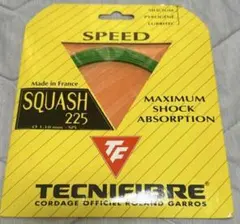 SPEED
Made in France
SQUASH
225
MAXIMUM
SHOCK
ABSORPTION
TF
TECNIFIBRE
CORDAGE OFFICIEL ROLAND GARROS